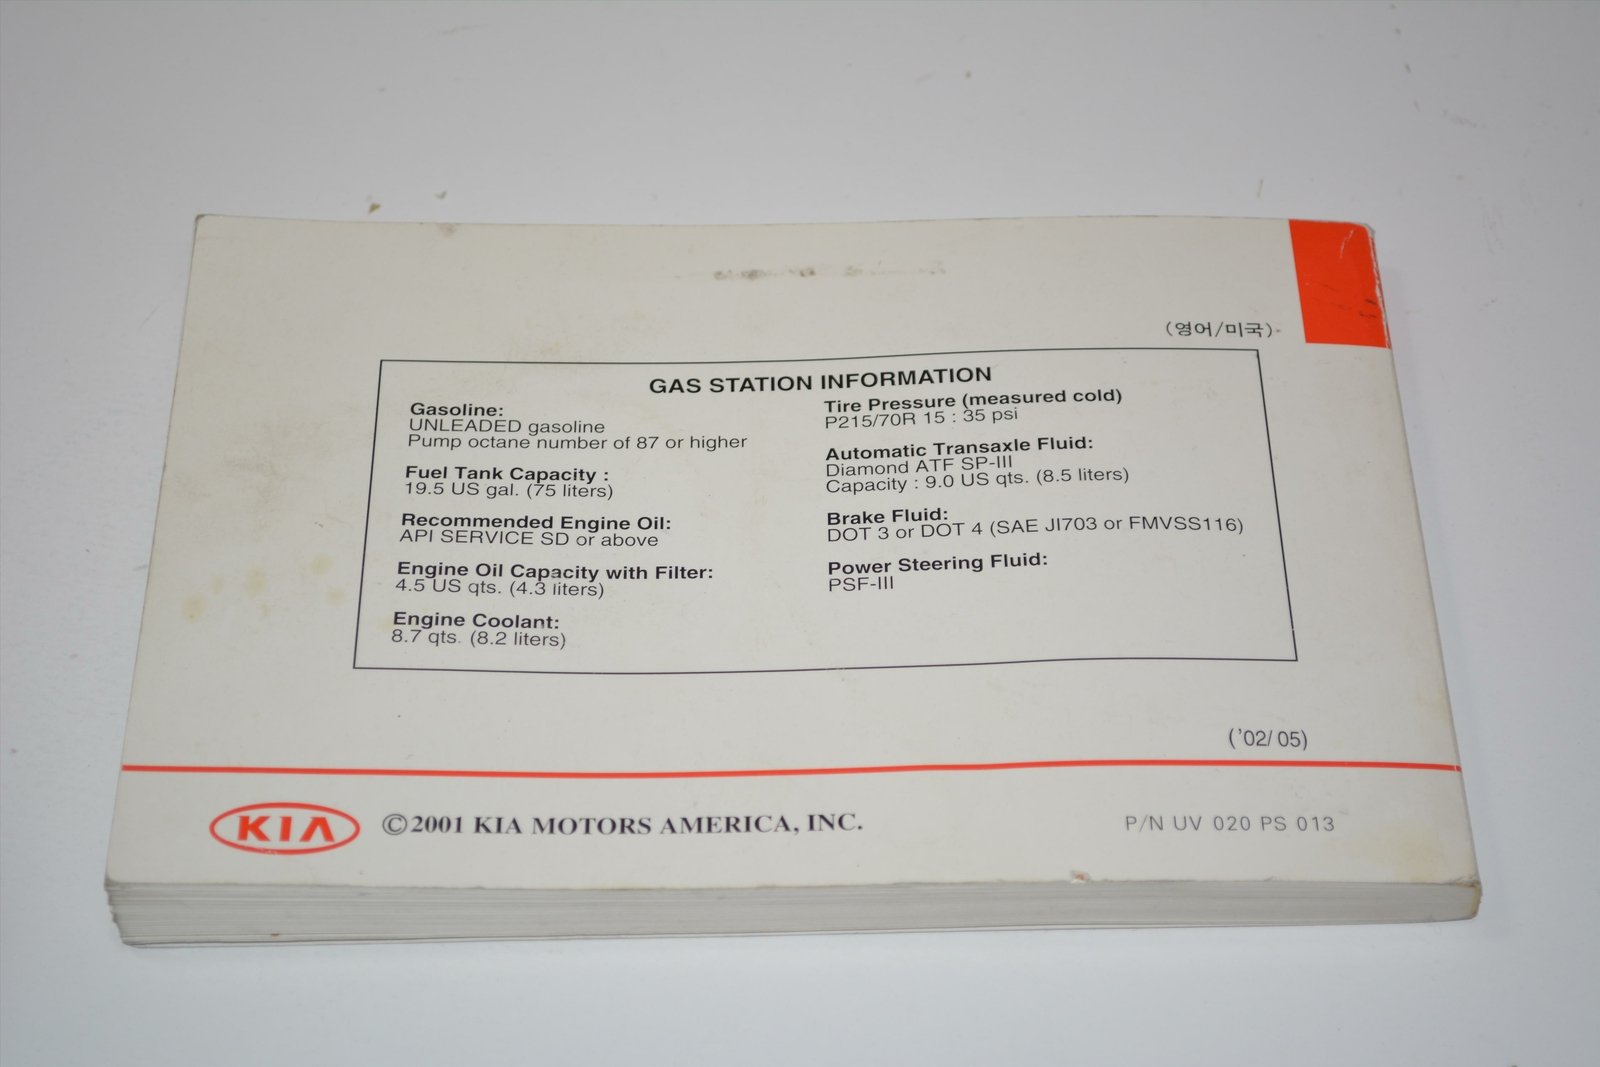 (영어/미국)
GAS STATION INFORMATION
Gasoline:
UNLEADED gasoline
Pump octane number of 87 or higher
Fuel Tank Capacity :
19.5 US gal. (75 liters)
Recommended Engine Oil:
API SERVICE SD or above
Engine Oil Capacity with Filter:
4.5 US qts. (4.3 liters)
Engine Coolant:
8.7 qts. (8.2 liters)
Tire Pressure (measured cold)
P215/70R 15 : 35 psi
Automatic Transaxle Fluid:
Diamond ATF SP-III
Capacity : 9.0 US qts. (8.5 liters)
Brake Fluid:
DOT 3 or DOT 4 (SAE JI703 or FMVSS116)
Power Steering Fluid:
PSF-III
('02/05)
KIA ©2001 KIA MOTORS AMERICA, INC.
P/N UV 020 PS 013